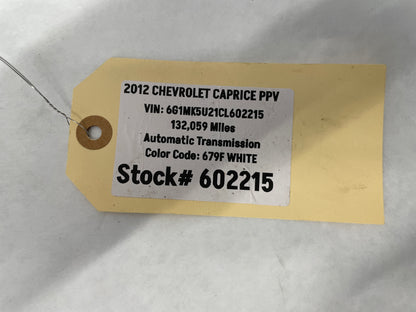 2012 CHEVROLET CAPRICE PPV
VIN: 6G1MK5U21CL602215
132,059 Miles
Automatic Transmission
Color Code: 679F WHITE
Stock# 602215